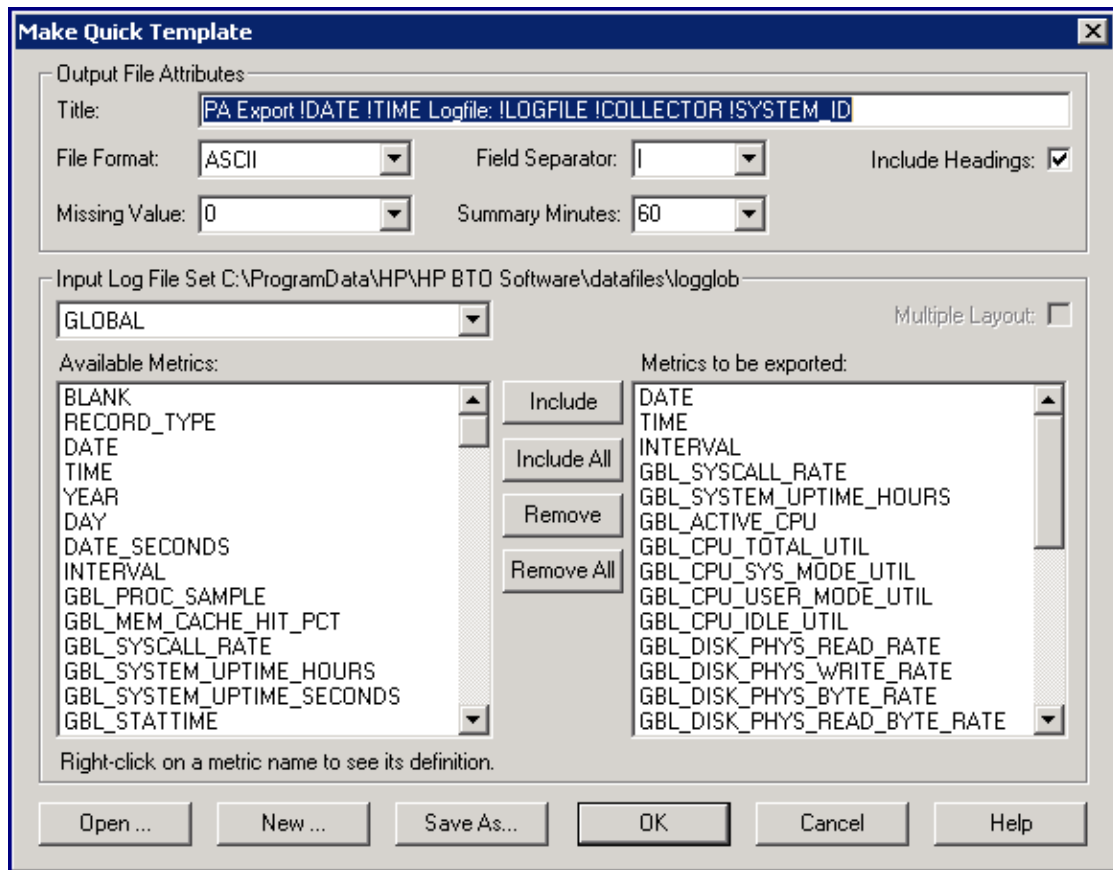 Make Quick Template
Output File Attributes
Title: PA Export !DATE !TIME Logfile: !LOGFILE !COLLECTOR !SYSTEM_ID
File Format: ASCII Field Separator: | Include Headings:
Missing Value: 0 Summary Minutes: 60
Input Log File Set C:\ProgramData\HP\HP BTO Software\datafiles\logglob
GLOBAL Multiple Layout:
Available Metrics:
BLANK
RECORD_TYPE
DATE
TIME
YEAR
DAY
DATE_SECONDS
INTERVAL
GBL_PROC_SAMPLE
GBL_MEM_CACHE_HIT_PCT
GBL_SYSCALL_RATE
GBL_SYSTEM_UPTIME_HOURS
GBL_SYSTEM_UPTIME_SECONDS
GBL_STATTIME
Include
Include All
Remove
Remove All
Metrics to be exported:
DATE
TIME
INTERVAL
GBL_SYSCALL_RATE
GBL_SYSTEM_UPTIME_HOURS
GBL_ACTIVE_CPU
GBL_CPU_TOTAL_UTIL
GBL_CPU_SYS_MODE_UTIL
GBL_CPU_USER_MODE_UTIL
GBL_CPU_IDLE_UTIL
GBL_DISK_PHYS_READ_RATE
GBL_DISK_PHYS_WRITE_RATE
GBL_DISK_PHYS_BYTE_RATE
GBL_DISK_PHYS_READ_BYTE_RATE
Right-click on a metric name to see its definition.
Open ... New ... Save As... OK Cancel Help